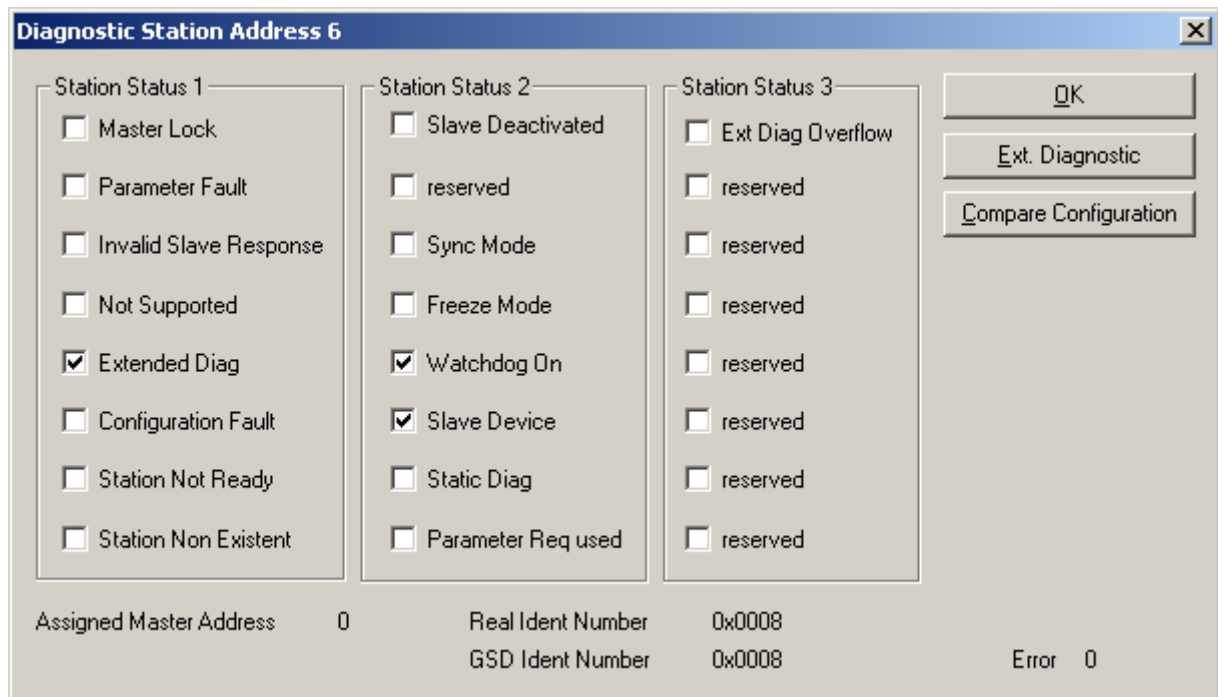 Diagnostic Station Address 6
Station Status 1
Master Lock
Parameter Fault
Invalid Slave Response
Not Supported
Extended Diag
Configuration Fault
Station Not Ready
Station Non Existent
Station Status 2
Slave Deactivated
reserved
Sync Mode
Freeze Mode
Watchdog On
Slave Device
Static Diag
Parameter Req used
Station Status 3
Ext Diag Overflow
reserved
reserved
reserved
reserved
reserved
reserved
reserved
OK
Ext. Diagnostic
Compare Configuration
Assigned Master Address 0
Real Ident Number 0x0008
GSD Ident Number 0x0008
Error 0